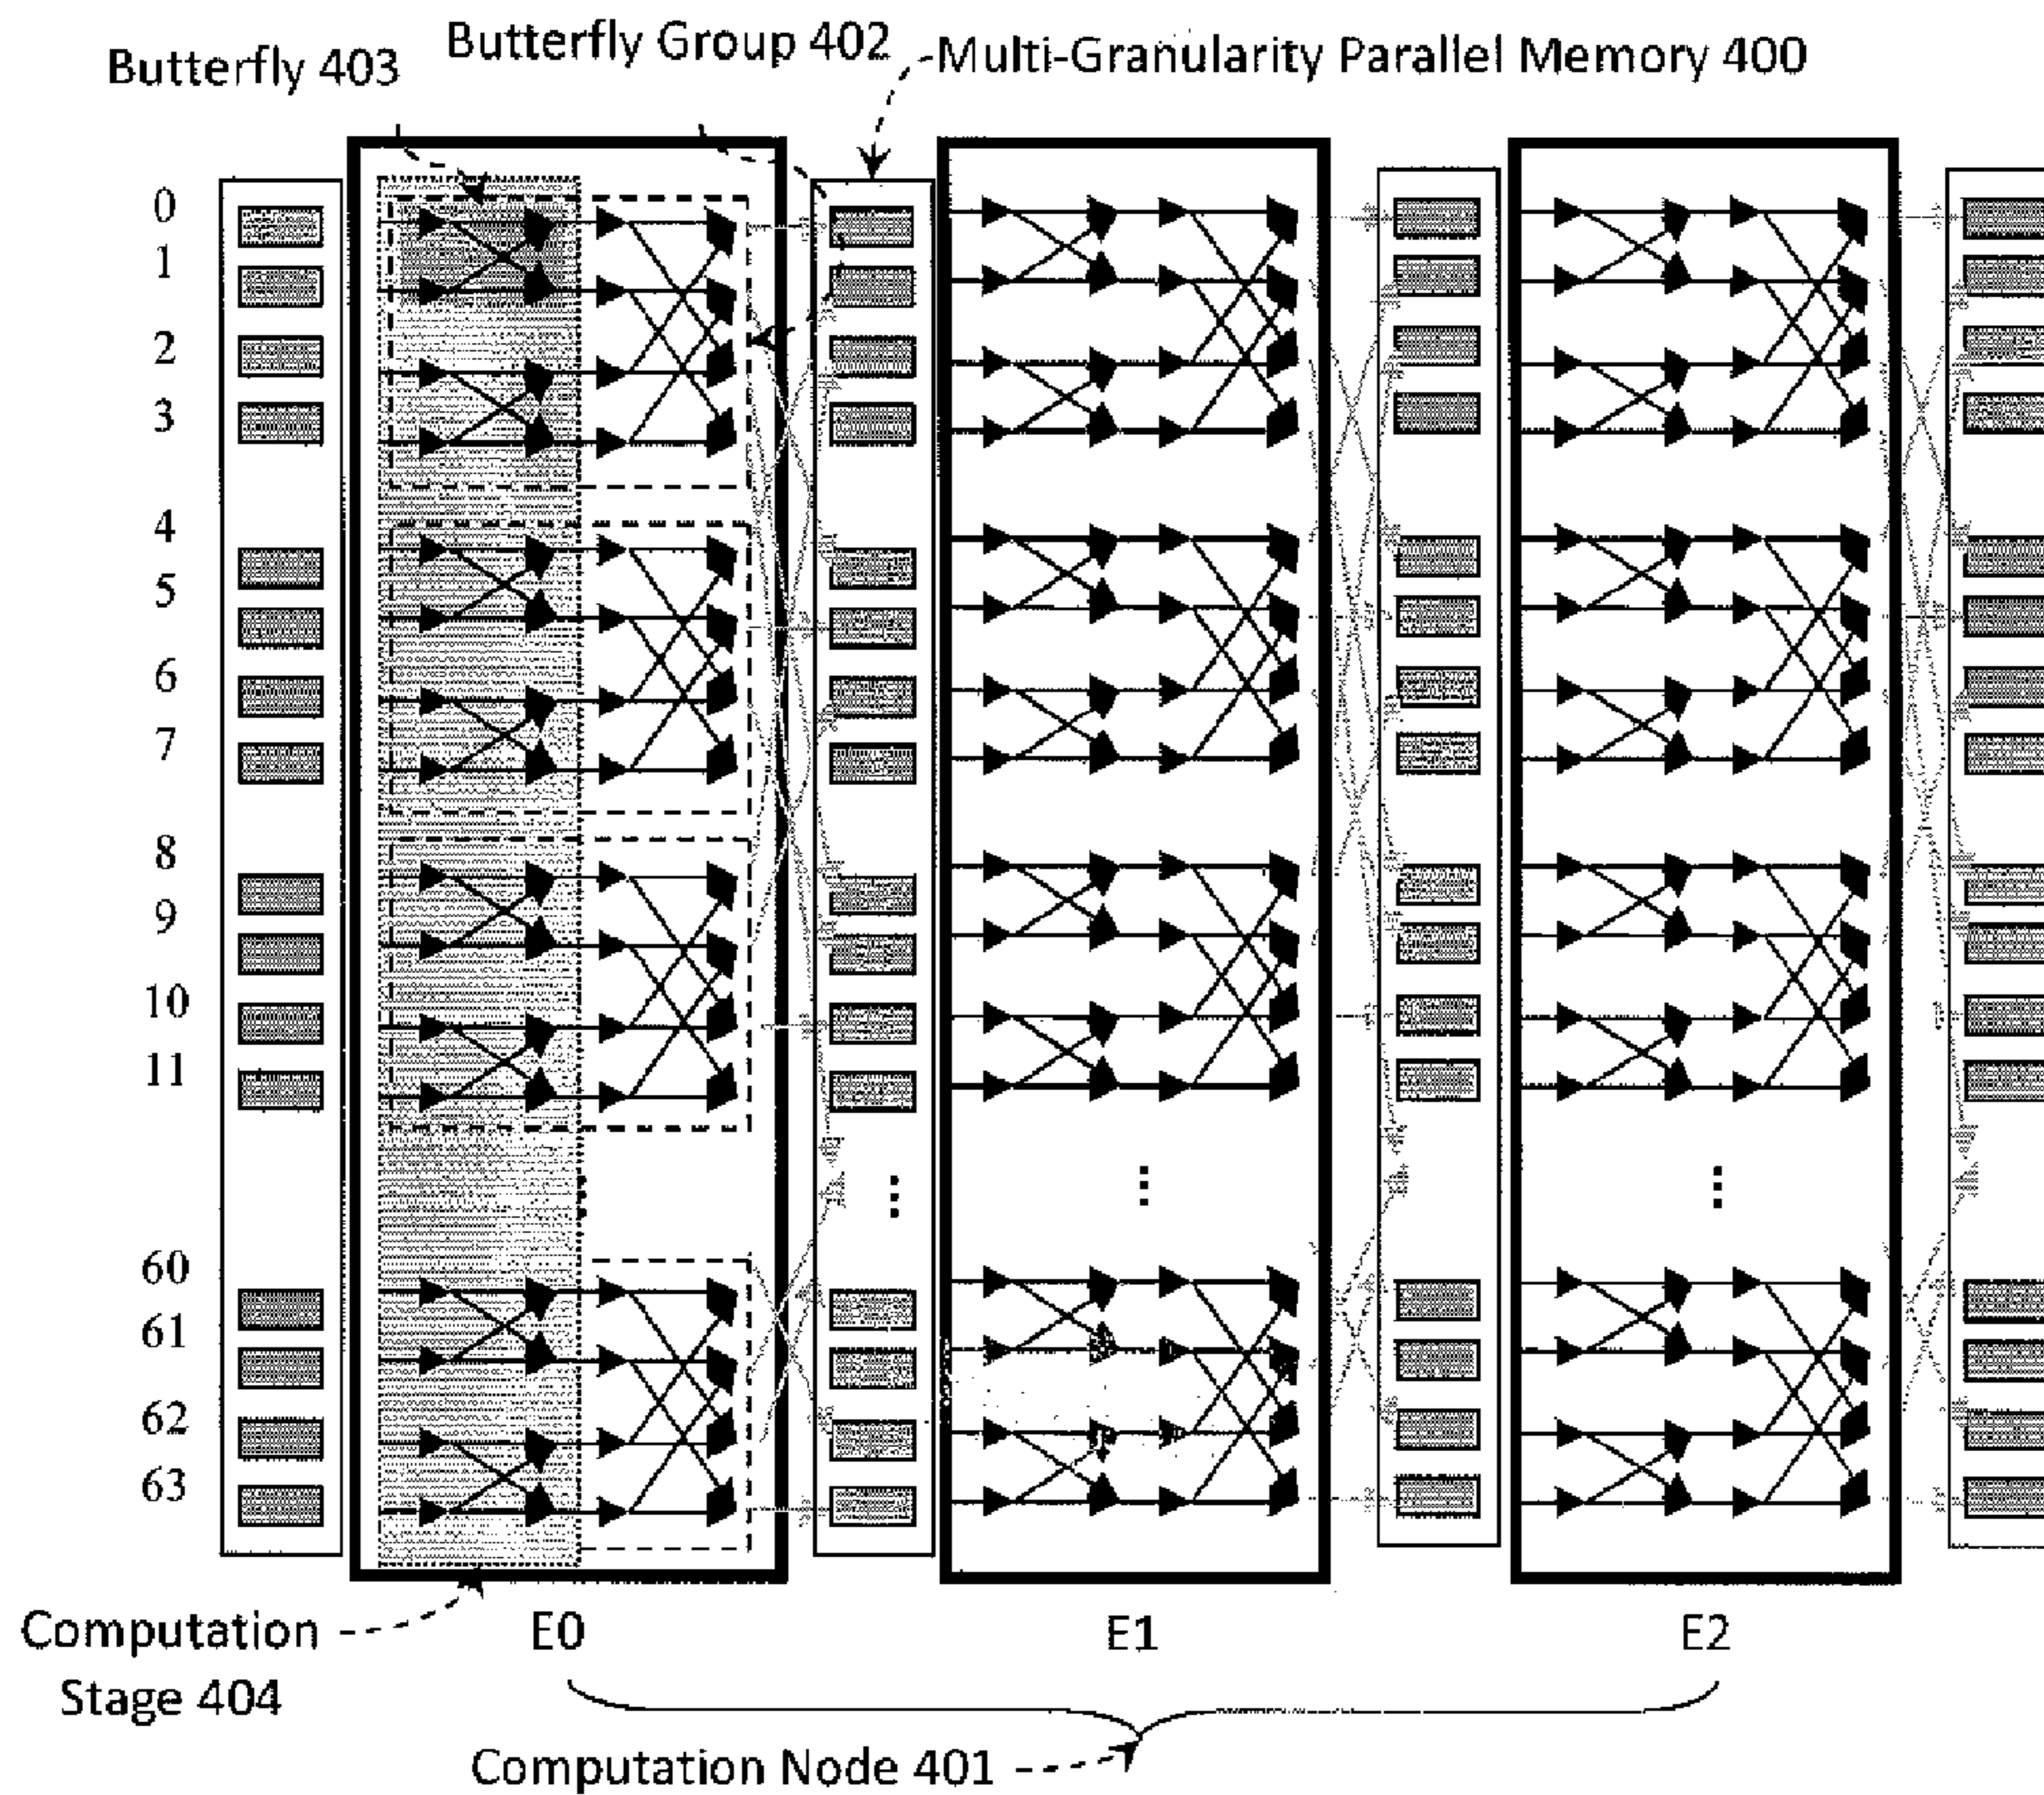 Butterfly 403
Butterfly Group 402
Multi-Granularity Parallel Memory 400
0
1
2
3
4
5
6
7
8
9
10
11
60
61
62
63
Computation
Stage 404
E0
E1
E2
Computation Node 401